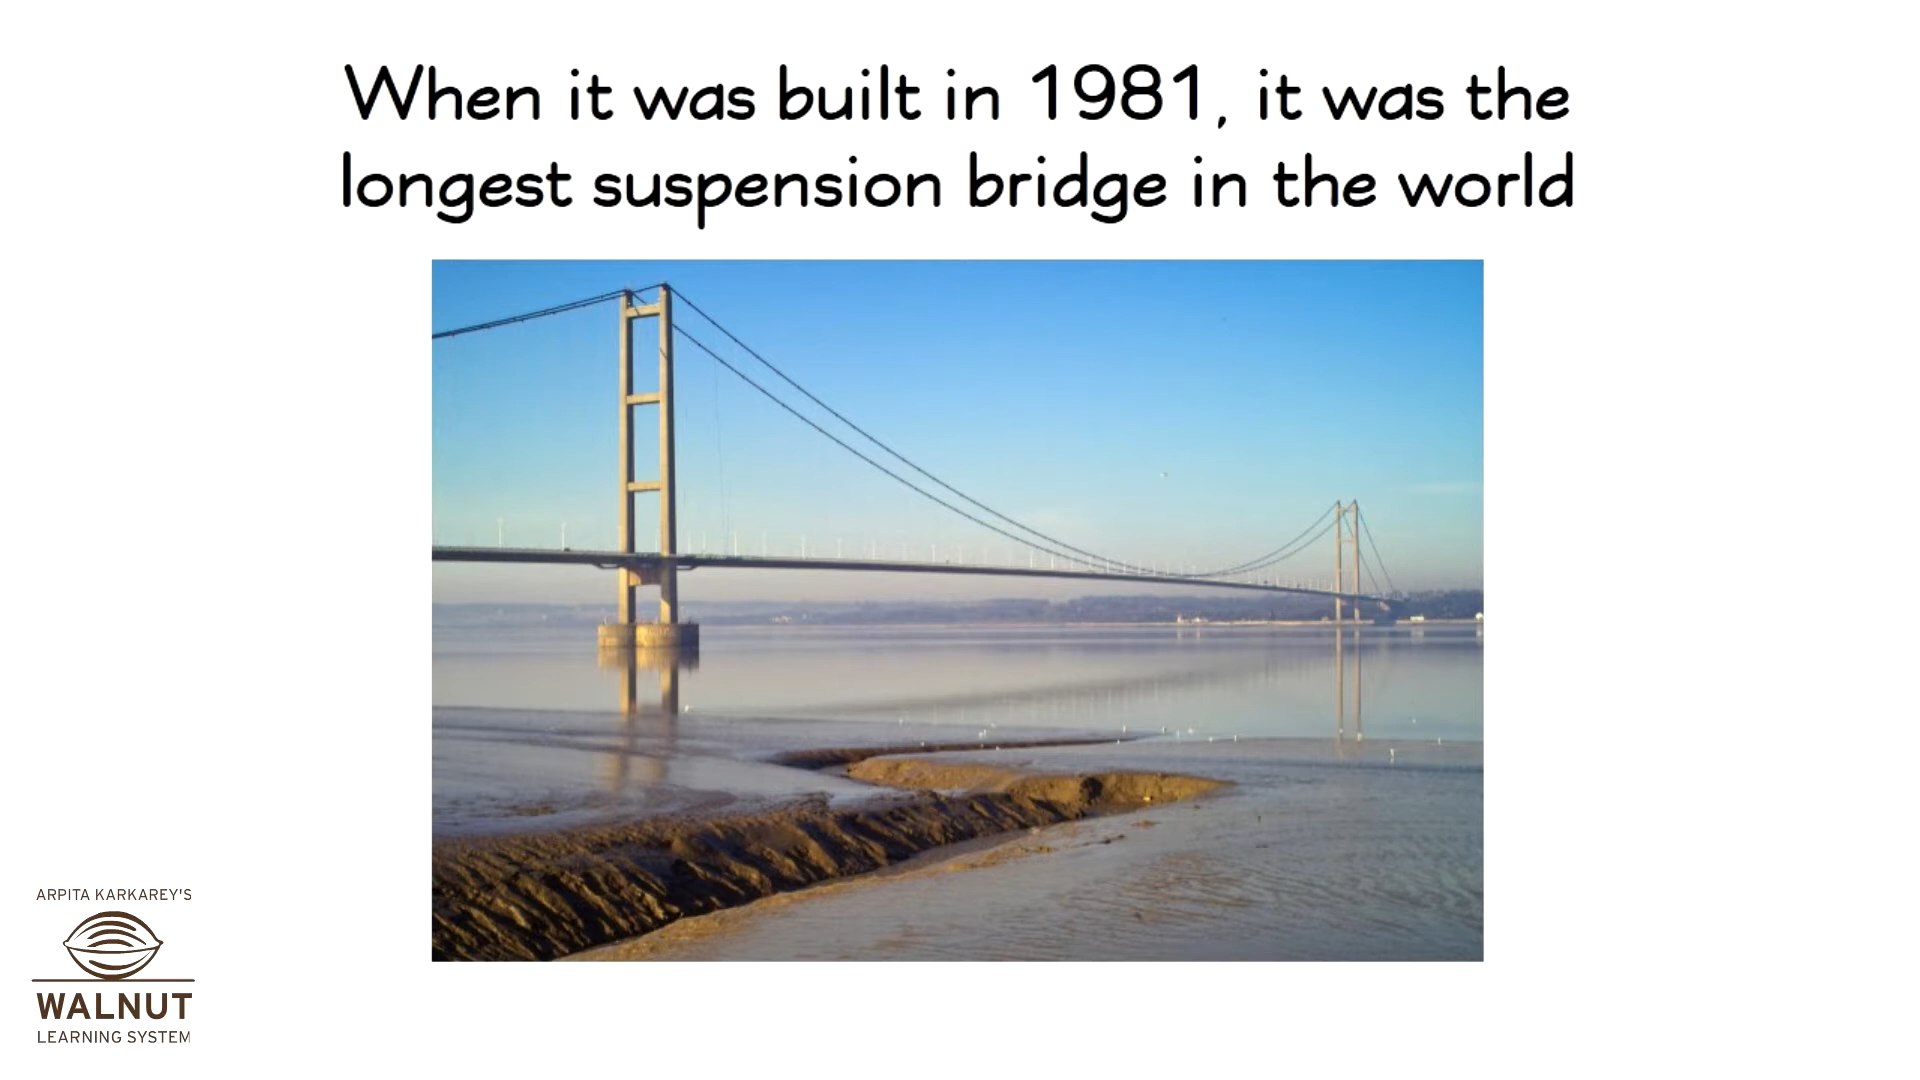 When it was built in 1981, it was the
longest suspension bridge in the world
ARPITA KARKAREY'S
WALNUT
LEARNING SYSTEM